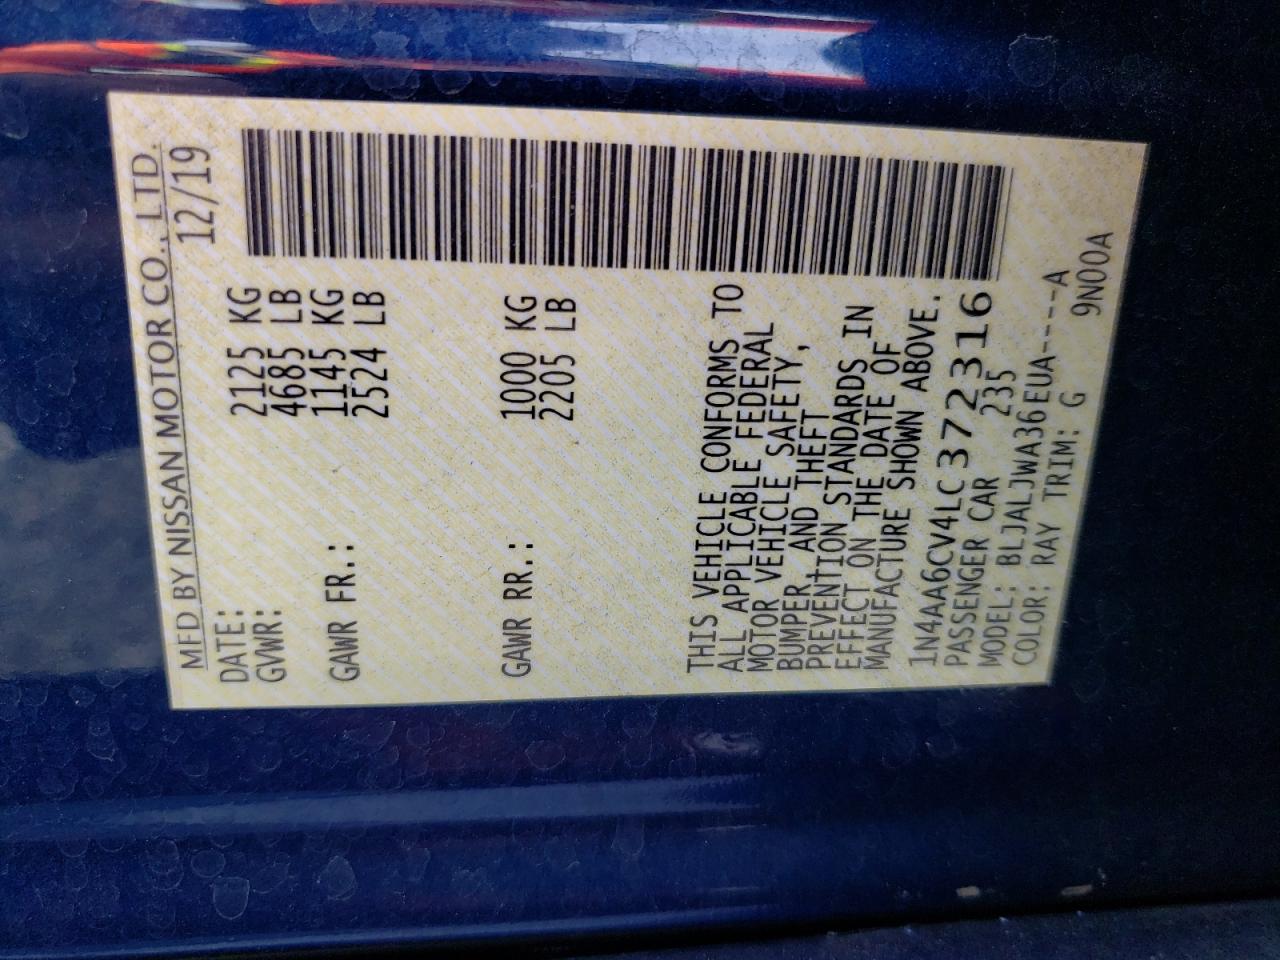 MFD BY NISSAN MOTOR CO., LTD.
DATE: 12/19
GVWR: 2125 KG
4685 LB
GAWR FR.: 1145 KG
2524 LB
GAWR RR.: 1000 KG
2205 LB
THIS VEHICLE CONFORMS TO
ALL APPLICABLE FEDERAL
MOTOR VEHICLE SAFETY,
BUMPER, AND THEFT
PREVENTION STANDARDS IN
EFFECT ON THE DATE OF
MANUFACTURE SHOWN ABOVE.
1N4AA6CV4LC372316
PASSENGER CAR 235
MODEL: BLJALJWA36EUA----A
COLOR: RAY TRIM: G 9N00A